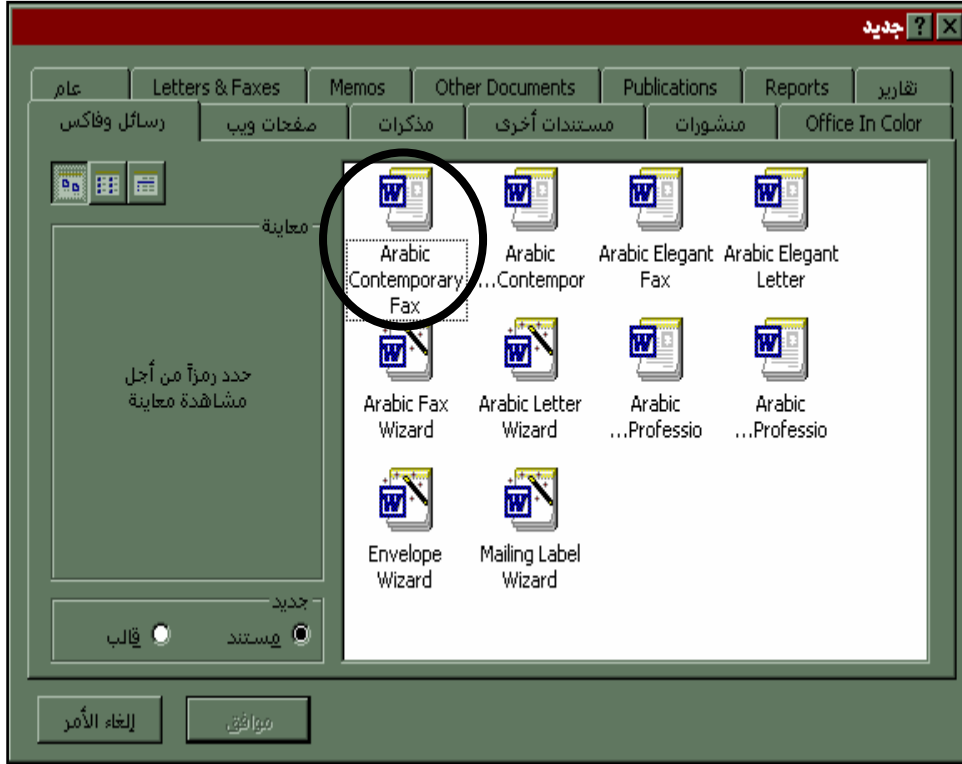 جديد
عام
Letters & Faxes
Memos
Other Documents
Publications
Reports
تقارير
رسائل وفاكس
صفحات ويب
مذكرات
مستندات أخرى
منشورات
Office In Color
معاينة
حدد رمزاً من أجل
مشاهدة معاينة
Arabic
Contemporary
Fax
Arabic
...Contempor
Arabic Elegant
Fax
Arabic Elegant
Letter
Arabic Fax
Wizard
Arabic Letter
Wizard
Arabic
...Professio
Arabic
...Professio
Envelope
Wizard
Mailing Label
Wizard
جديد
مستند
قالب
موافق
إلغاء الأمر